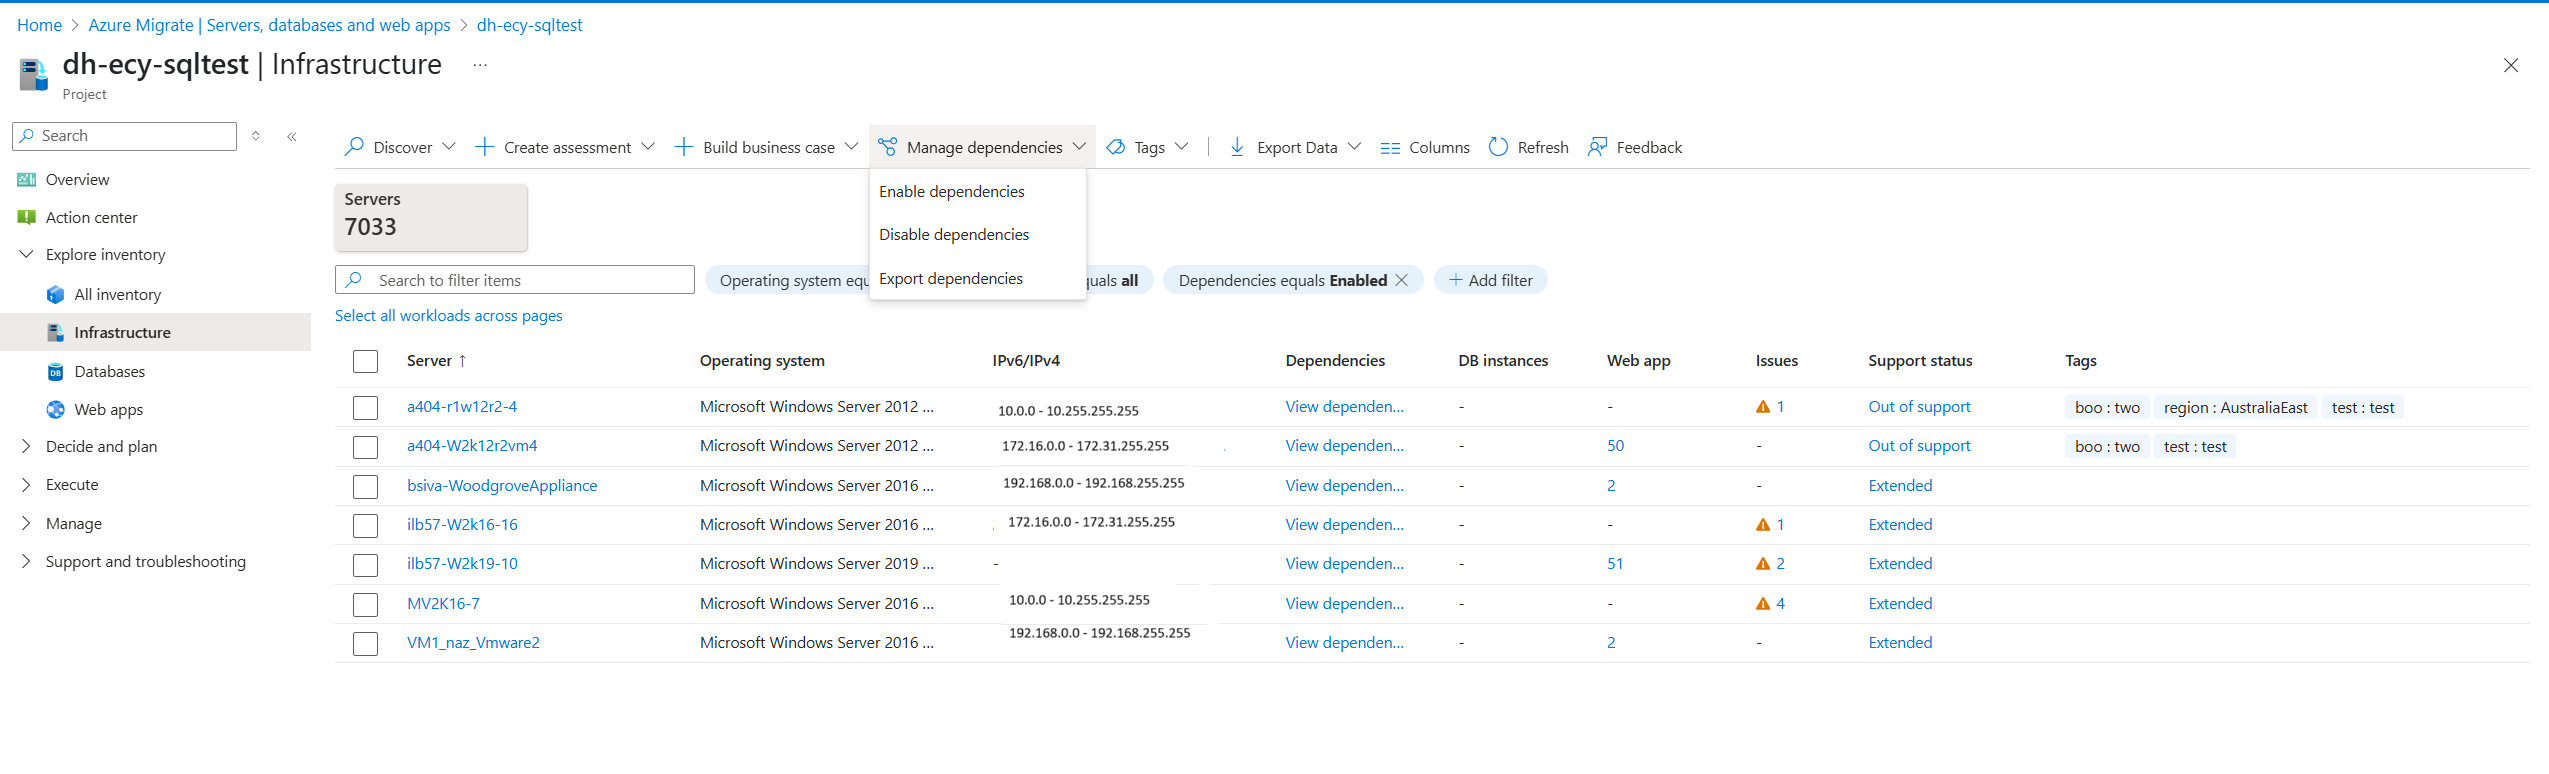 Home > Azure Migrate | Servers, databases and web apps > dh-ecy-sqltest
dh-ecy-sqltest | Infrastructure ...
Project
Search
Overview
Action center
Explore inventory
All inventory
Infrastructure
Databases
Web apps
Decide and plan
Execute
Manage
Support and troubleshooting
Discover Create assessment Build business case Manage dependencies Tags Export Data Columns Refresh Feedback
Enable dependencies
Disable dependencies
Export dependencies
Servers
7033
Search to filter items Operating system equ uals all Dependencies equals Enabled Add filter
Select all workloads across pages
Server ↑ Operating system IPv6/IPv4 Dependencies DB instances Web app Issues Support status Tags
a404-r1w12r2-4 Microsoft Windows Server 2012 ... 10.0.0 - 10.255.255.255 View dependen... - - 1 Out of support boo : two region : AustraliaEast test : test
a404-W2k12r2vm4 Microsoft Windows Server 2012 ... 172.16.0.0 - 172.31.255.255 View dependen... - 50 - Out of support boo : two test : test
bsiva-WoodgroveAppliance Microsoft Windows Server 2016 ... 192.168.0.0 - 192.168.255.255 View dependen... - 2 - Extended
ilb57-W2k16-16 Microsoft Windows Server 2016 ... 172.16.0.0 - 172.31.255.255 View dependen... - - 1 Extended
ilb57-W2k19-10 Microsoft Windows Server 2019 ... - View dependen... - 51 2 Extended
MV2K16-7 Microsoft Windows Server 2016 ... 10.0.0 - 10.255.255.255 View dependen... - - 4 Extended
VM1_naz_Vmware2 Microsoft Windows Server 2016 ... 192.168.0.0 - 192.168.255.255 View dependen... - 2 - Extended